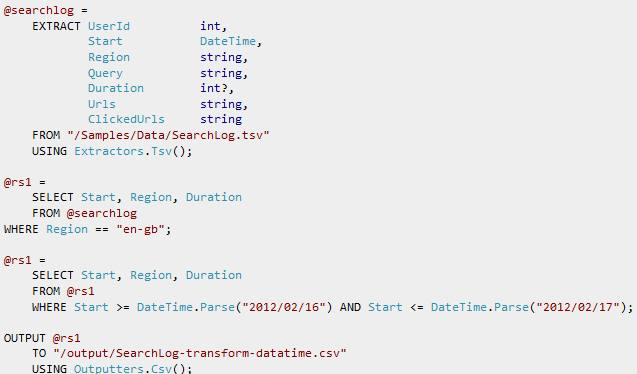 @searchlog =
    EXTRACT UserId          int,
            Start           DateTime,
            Region          string,
            Query           string,
            Duration        int?,
            Urls            string,
            ClickedUrls     string
    FROM "/Samples/Data/SearchLog.tsv"
    USING Extractors.Tsv();
@rs1 =
    SELECT Start, Region, Duration
    FROM @searchlog
WHERE Region == "en-gb";
@rs1 =
    SELECT Start, Region, Duration
    FROM @rs1
    WHERE Start >= DateTime.Parse("2012/02/16") AND Start <= DateTime.Parse("2012/02/17");
OUTPUT @rs1
    TO "/output/SearchLog-transform-datatime.csv"
    USING Outputters.Csv();